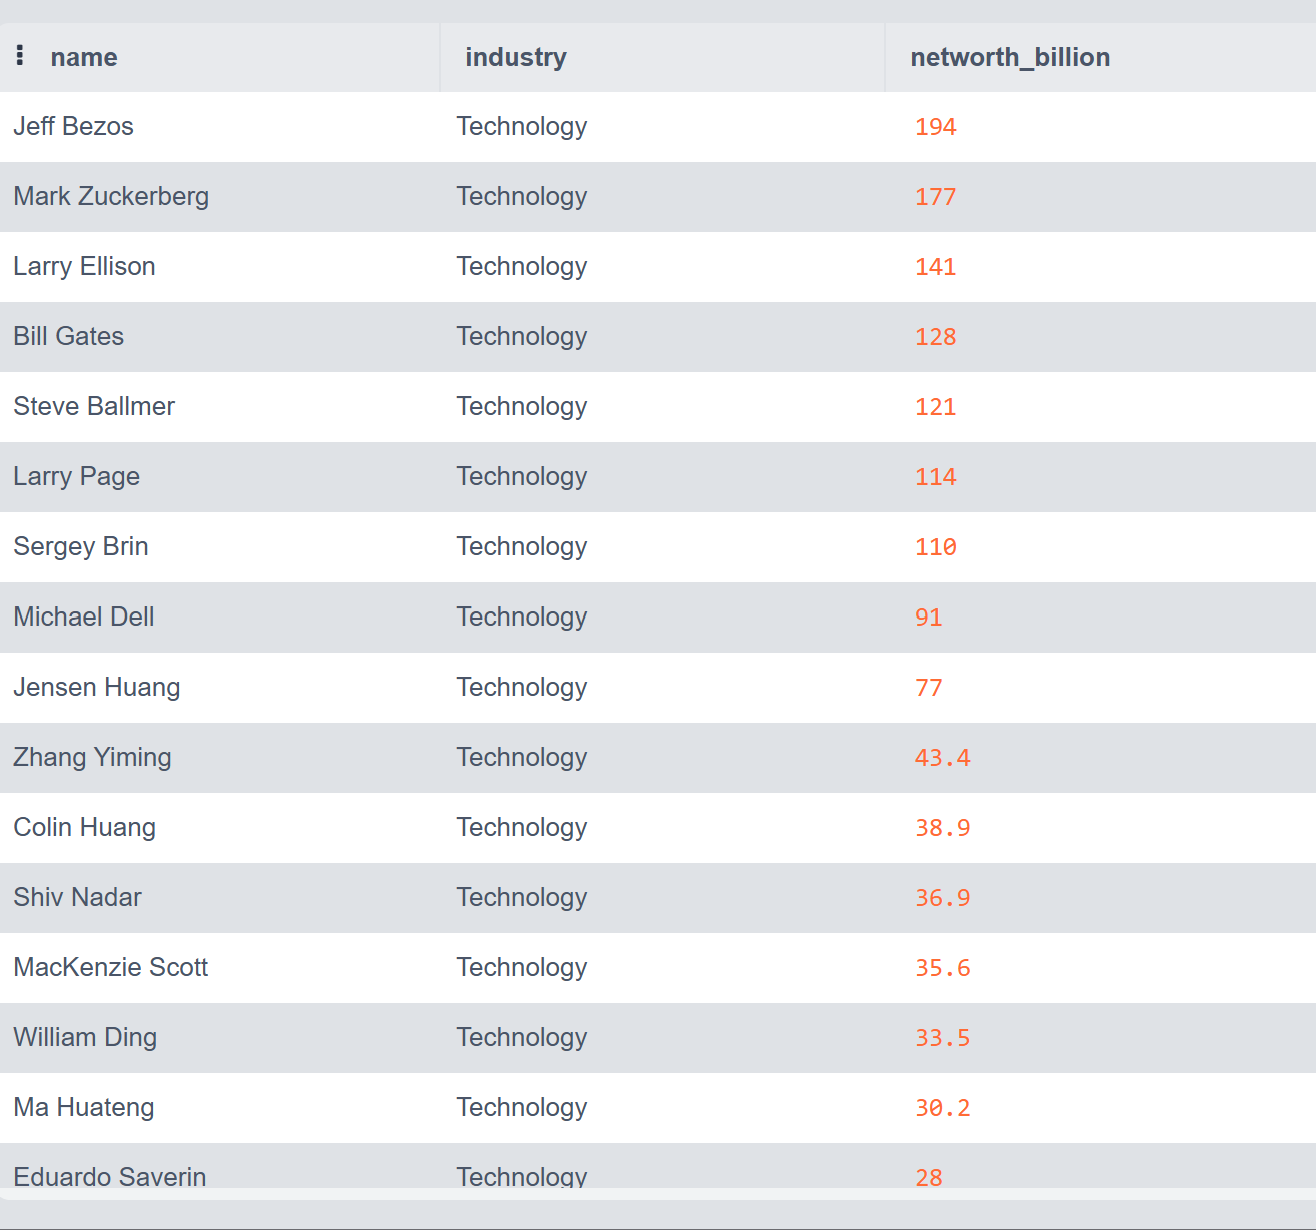 name industry networth_billion
Jeff Bezos Technology 194
Mark Zuckerberg Technology 177
Larry Ellison Technology 141
Bill Gates Technology 128
Steve Ballmer Technology 121
Larry Page Technology 114
Sergey Brin Technology 110
Michael Dell Technology 91
Jensen Huang Technology 77
Zhang Yiming Technology 43.4
Colin Huang Technology 38.9
Shiv Nadar Technology 36.9
MacKenzie Scott Technology 35.6
William Ding Technology 33.5
Ma Huateng Technology 30.2
Eduardo Saverin Technology 28